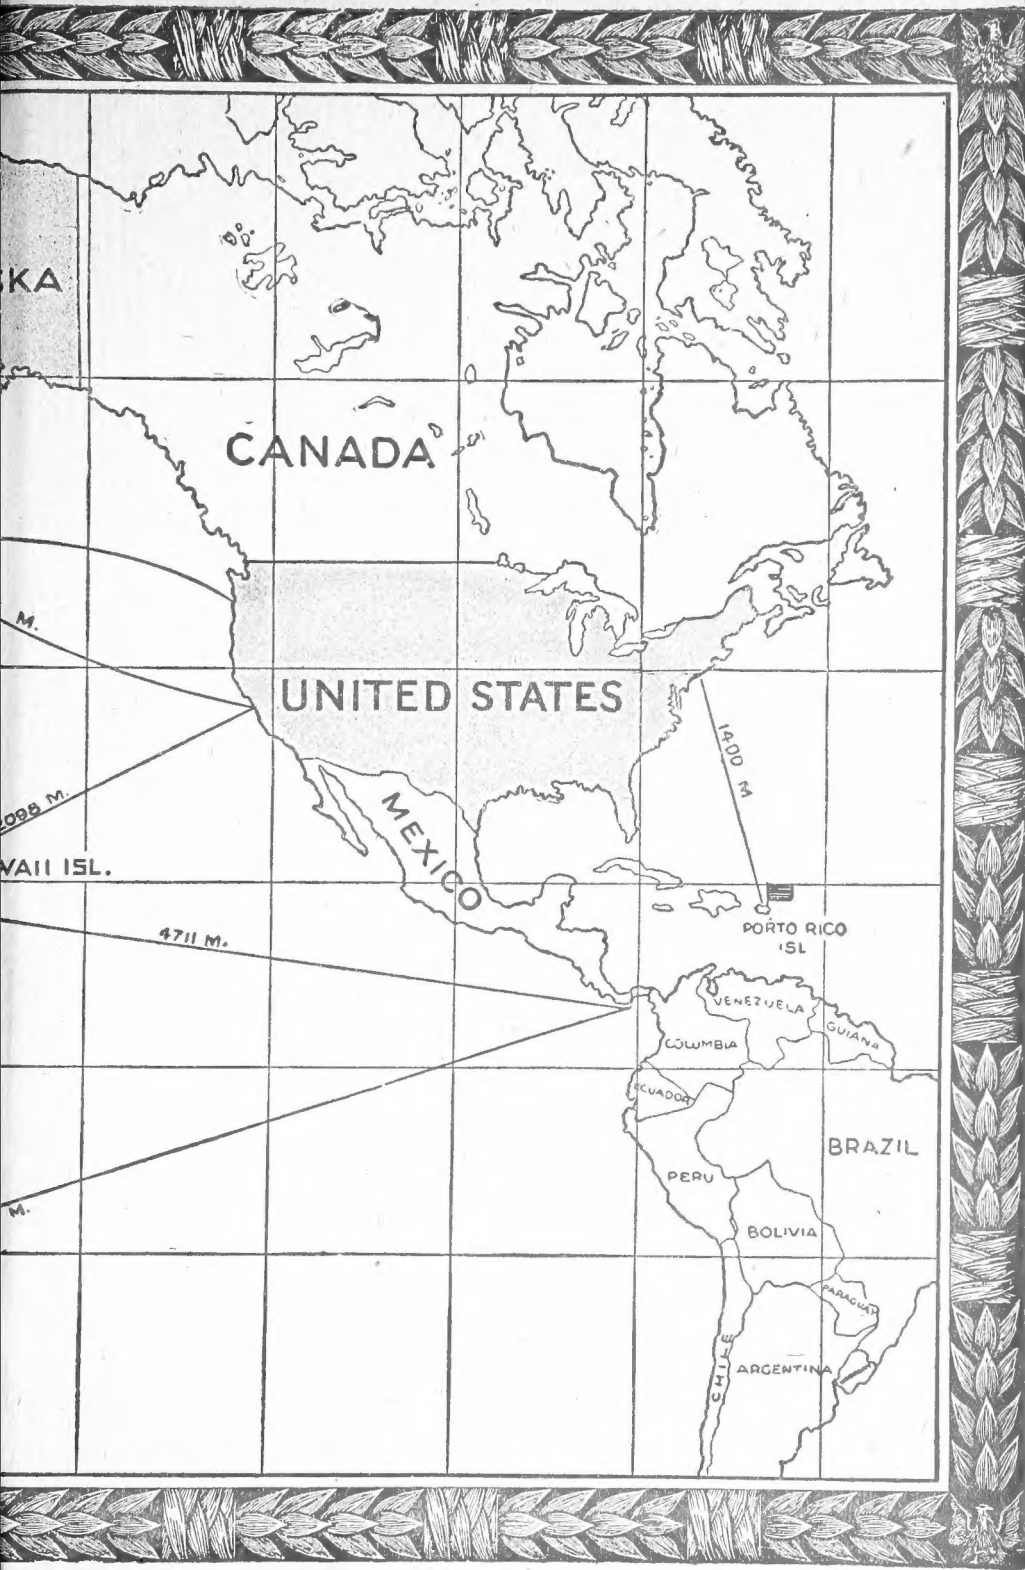 SKA
CANADA
M.
UNITED STATES
1400 M
2098 M.
MEXICO
WAII ISL.
4711 M.
PORTO RICO
ISL
VENEZUELA
GUIANA
COLUMBIA
ECUADOR
BRAZIL
PERU
M.
BOLIVIA
PARAGUAY
CHILE
ARGENTINA